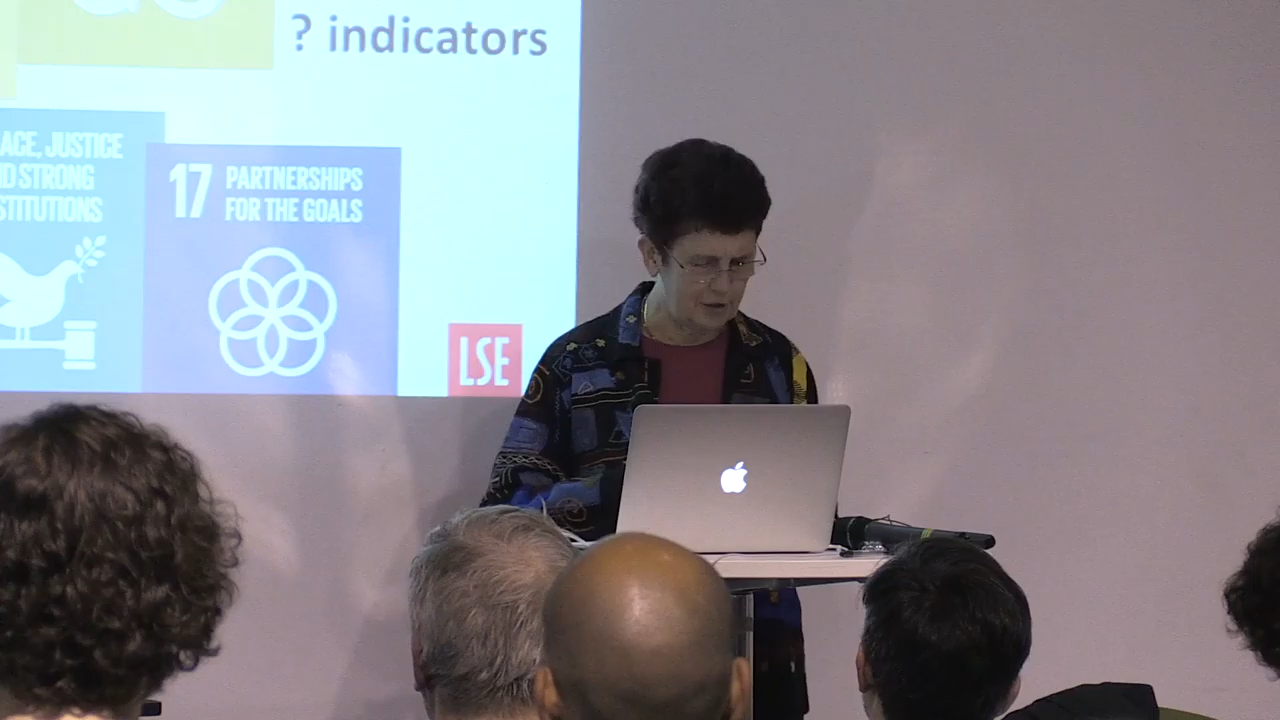 ? indicators
ACE, JUSTICE
D STRONG
STITUTIONS
17 PARTNERSHIPS
FOR THE GOALS
LSE